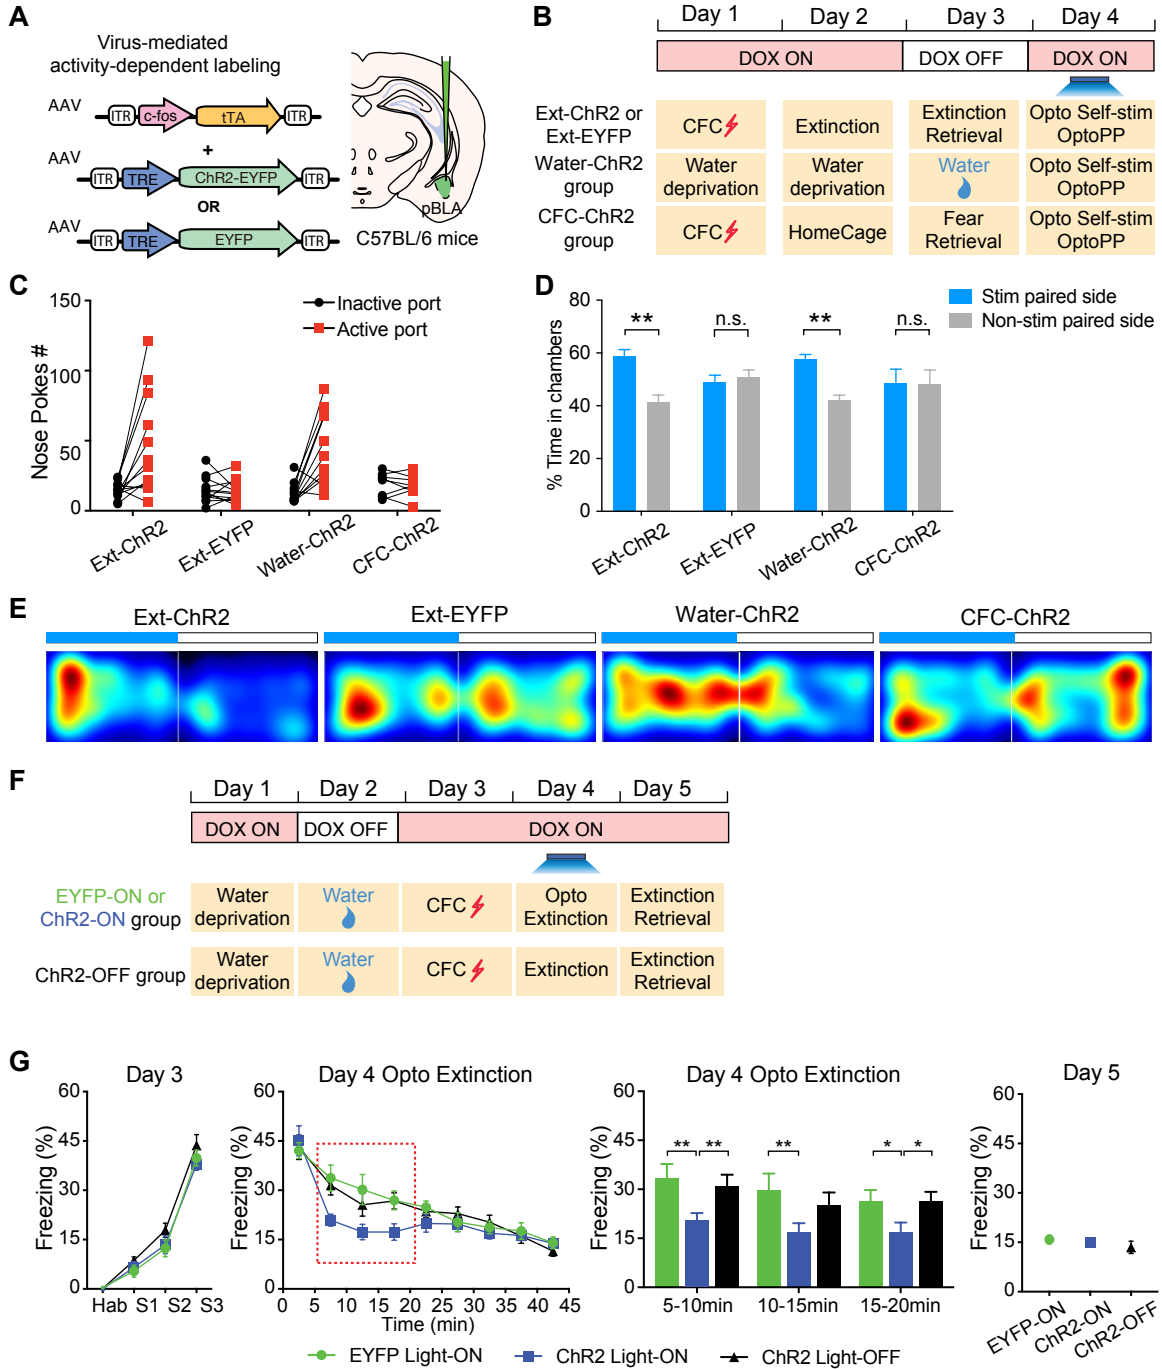 A
Virus-mediated
activity-dependent labeling
AAV
ITR
c-fos
tTA
ITR
+
AAV
ITR
TRE
ChR2-EYFP
ITR
OR
AAV
ITR
TRE
EYFP
ITR
pBLA
C57BL/6 mice
B
Day 1
Day 2
Day 3
Day 4
DOX ON
DOX OFF
DOX ON
Ext-ChR2 or
Ext-EYFP
CFC
Extinction
Extinction
Retrieval
Opto Self-stim
OptoPP
Water-ChR2
group
Water
deprivation
Water
deprivation
Water
Opto Self-stim
OptoPP
CFC-ChR2
group
CFC
HomeCage
Fear
Retrieval
Opto Self-stim
OptoPP
C
Nose Pokes #
150
100
50
0
Inactive port
Active port
Ext-ChR2
Ext-EYFP
Water-ChR2
CFC-ChR2
D
% Time in chambers
80
60
40
20
0
**
n.s.
**
n.s.
Stim paired side
Non-stim paired side
Ext-ChR2
Ext-EYFP
Water-ChR2
CFC-ChR2
E
Ext-ChR2
Ext-EYFP
Water-ChR2
CFC-ChR2
F
Day 1
Day 2
Day 3
Day 4
Day 5
DOX ON
DOX OFF
DOX ON
EYFP-ON or
ChR2-ON group
Water
deprivation
Water
CFC
Opto
Extinction
Extinction
Retrieval
ChR2-OFF group
Water
deprivation
Water
CFC
Extinction
Extinction
Retrieval
G
Day 3
Freezing (%)
60
45
30
15
0
Hab
S1
S2
S3
Day 4 Opto Extinction
Freezing (%)
60
45
30
15
0
0
5
10
15
20
25
30
35
40
45
Time (min)
Day 4 Opto Extinction
Freezing (%)
60
45
30
15
0
**
**
**
*
*
5-10min
10-15min
15-20min
Day 5
Freezing (%)
60
45
30
15
0
EYFP-ON
ChR2-ON
ChR2-OFF
EYFP Light-ON
ChR2 Light-ON
ChR2 Light-OFF